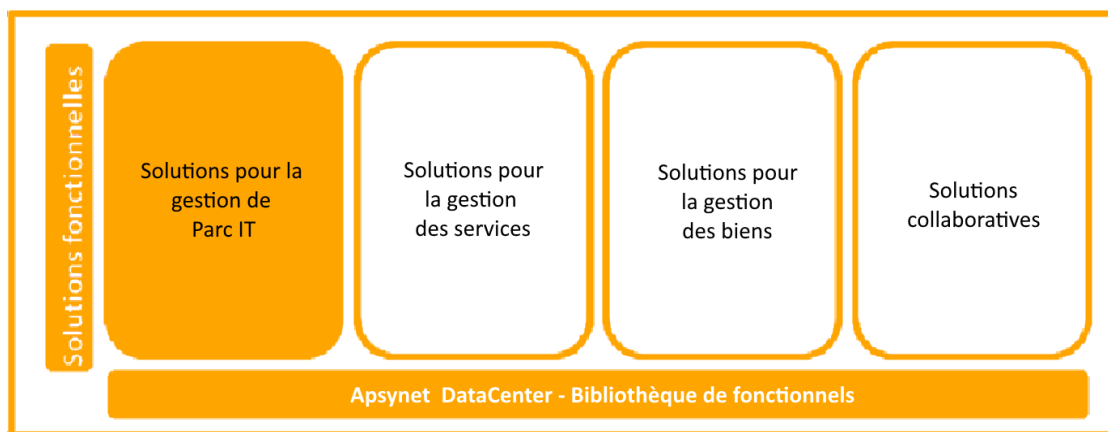 Solutions fonctionnelles
Solutions pour la
gestion de
Parc IT
Solutions pour
la gestion
des services
Solutions pour
la gestion
des biens
Solutions
collaboratives
Apsynet DataCenter - Bibliothèque de fonctionnels